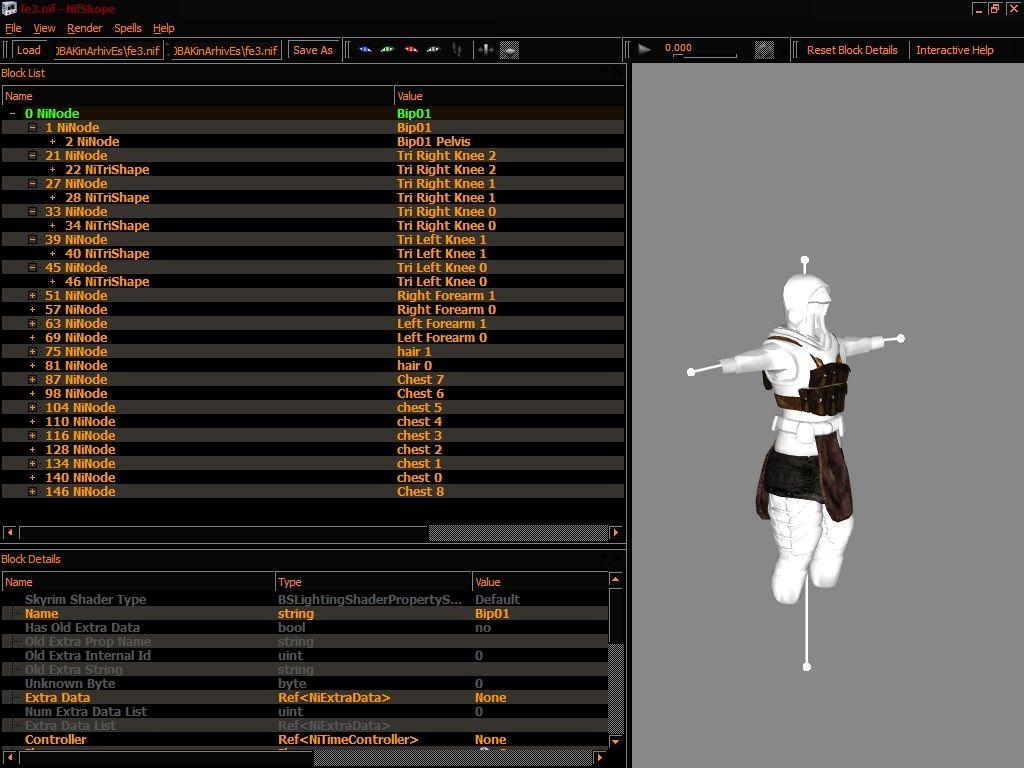 fe3.nif - NifSkope
File View Render Spells Help
Load )BAKinArhivEs\fe3.nif )BAKinArhivEs\fe3.nif Save As 0.000 Reset Block Details Interactive Help
Block List
Name Value
0 NiNode Bip01
1 NiNode Bip01
2 NiNode Bip01 Pelvis
21 NiNode Tri Right Knee 2
22 NiTriShape Tri Right Knee 2
27 NiNode Tri Right Knee 1
28 NiTriShape Tri Right Knee 1
33 NiNode Tri Right Knee 0
34 NiTriShape Tri Right Knee 0
39 NiNode Tri Left Knee 1
40 NiTriShape Tri Left Knee 1
45 NiNode Tri Left Knee 0
46 NiTriShape Tri Left Knee 0
51 NiNode Right Forearm 1
57 NiNode Right Forearm 0
63 NiNode Left Forearm 1
69 NiNode Left Forearm 0
75 NiNode hair 1
81 NiNode hair 0
87 NiNode Chest 7
98 NiNode Chest 6
104 NiNode chest 5
110 NiNode chest 4
116 NiNode chest 3
128 NiNode chest 2
134 NiNode chest 1
140 NiNode chest 0
146 NiNode Chest 8
Block Details
Name Type Value
Skyrim Shader Type BSLightingShaderPropertyS... Default
Name string Bip01
Has Old Extra Data bool no
Old Extra Prop Name string
Old Extra Internal Id uint 0
Old Extra String string
Unknown Byte byte 0
Extra Data Ref<NiExtraData> None
Num Extra Data List uint 0
Extra Data List Ref<NiExtraData>
Controller Ref<NiTimeController> None